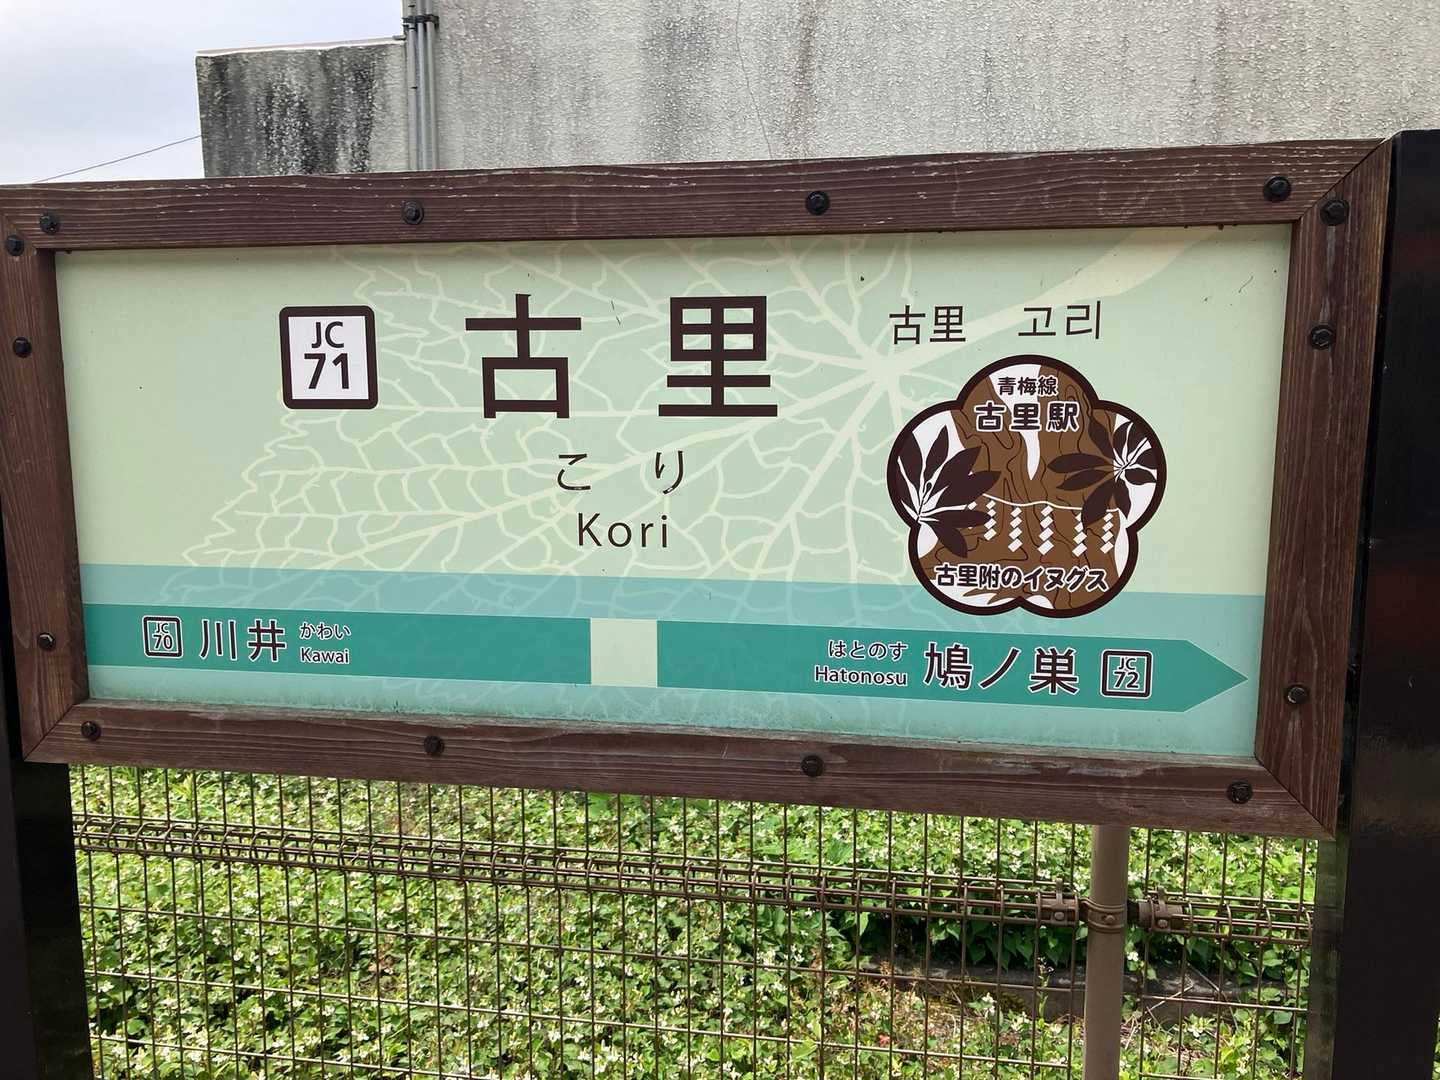 JC
71
古里
こり
Kori
古里 고리
青梅線
古里駅
古里附のイヌグス
JC
70
川井
かわい
Kawai
はとのす
Hatonosu
鳩ノ巣
JC
72